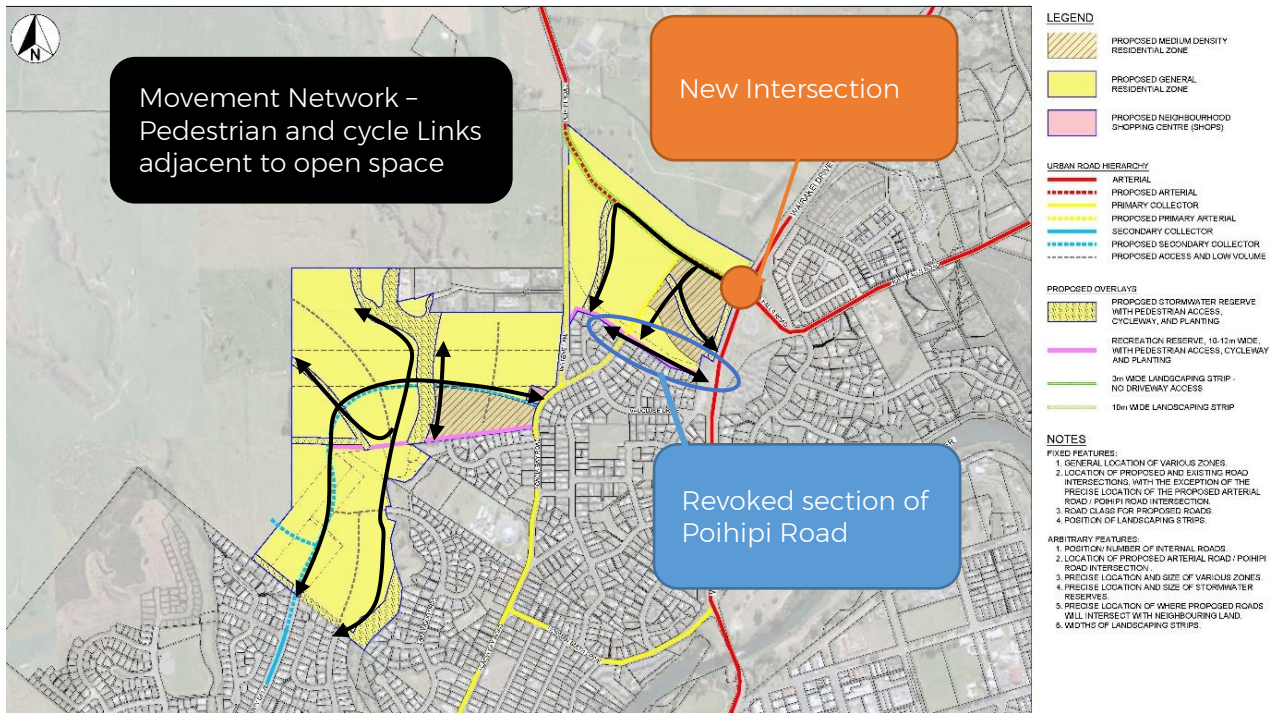 N
Movement Network –
Pedestrian and cycle Links
adjacent to open space
New Intersection
Revoked section of
Poihipi Road
WAIRAKEI DRIVE
LEGEND
PROPOSED MEDIUM DENSITY
RESIDENTIAL ZONE
PROPOSED GENERAL
RESIDENTIAL ZONE
PROPOSED NEIGHBOURHOOD
SHOPPING CENTRE (SHOPS)
URBAN ROAD HIERARCHY
ARTERIAL
PROPOSED ARTERIAL
PRIMARY COLLECTOR
PROPOSED PRIMARY ARTERIAL
SECONDARY COLLECTOR
PROPOSED SECONDARY COLLECTOR
PROPOSED ACCESS AND LOW VOLUME
PROPOSED OVERLAYS
PROPOSED STORMWATER RESERVE
WITH PEDESTRIAN ACCESS,
CYCLEWAY, AND PLANTING
RECREATION RESERVE, 10-12m WIDE,
WITH PEDESTRIAN ACCESS, CYCLEWAY
AND PLANTING
3m WIDE LANDSCAPING STRIP -
NO DRIVEWAY ACCESS
10m WIDE LANDSCAPING STRIP
NOTES
FIXED FEATURES:
1. GENERAL LOCATION OF VARIOUS ZONES.
2. LOCATION OF PROPOSED AND EXISTING ROAD
INTERSECTIONS, WITH THE EXCEPTION OF THE
PRECISE LOCATION OF THE PROPOSED ARTERIAL
ROAD / POIHIPI ROAD INTERSECTION.
3. ROAD CLASS FOR PROPOSED ROADS.
4. POSITION OF LANDSCAPING STRIPS.
ARBITRARY FEATURES:
1. POSITION/ NUMBER OF INTERNAL ROADS.
2. LOCATION OF PROPOSED ARTERIAL ROAD / POIHIPI
ROAD INTERSECTION .
3. PRECISE LOCATION AND SIZE OF VARIOUS ZONES.
4. PRECISE LOCATION AND SIZE OF STORMWATER
RESERVES.
5. PRECISE LOCATION OF WHERE PROPOSED ROADS
WILL INTERSECT WITH NEIGHBOURING LAND.
6. WIDTHS OF LANDSCAPING STRIPS.